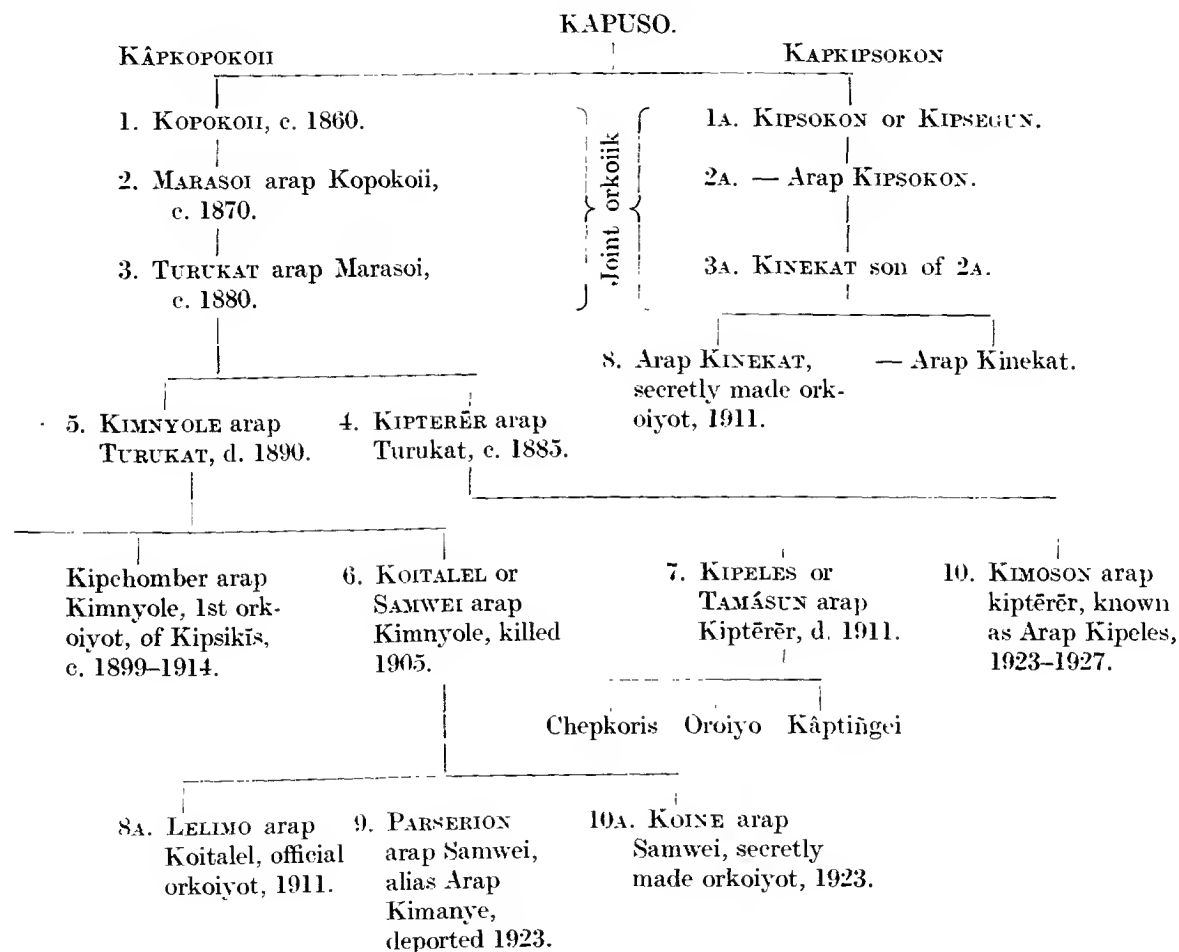 KAPUSO.
KÂPKOPOKOII
KAPKIPSOKON
1. KOPOKOII, c. 1860.
2. MARASOI arap Kopokoii,
c. 1870.
3. TURUKAT arap Marasoi,
c. 1880.
Joint orkoiik
1A. KIPSOKON or KIPSEGUN.
2A. — Arap KIPSOKON.
3A. KINEKAT son of 2A.
8. Arap KINEKAT,
secretly made ork-
oiyot, 1911.
— Arap Kinekat.
5. KIMNYOLE arap
TURUKAT, d. 1890.
4. KIPTERĒR arap
Turukat, c. 1885.
Kipchomber arap
Kimnyole, 1st ork-
oiyot, of Kipsikīs,
c. 1899–1914.
6. KOITALEL or
SAMWEI arap
Kimnyole, killed
1905.
7. KIPELES or
TAMÁSUN arap
Kiptērēr, d. 1911.
10. KIMOSON arap
kiptērēr, known
as Arap Kipeles,
1923–1927.
Chepkoris Oroiyo Kâptiñgei
8A. LELIMO arap
Koitalel, official
orkoiyot, 1911.
9. PARSERION
arap Samwei,
alias Arap
Kimanye,
deported 1923.
10A. KOINE arap
Samwei, secretly
made orkoiyot, 1923.